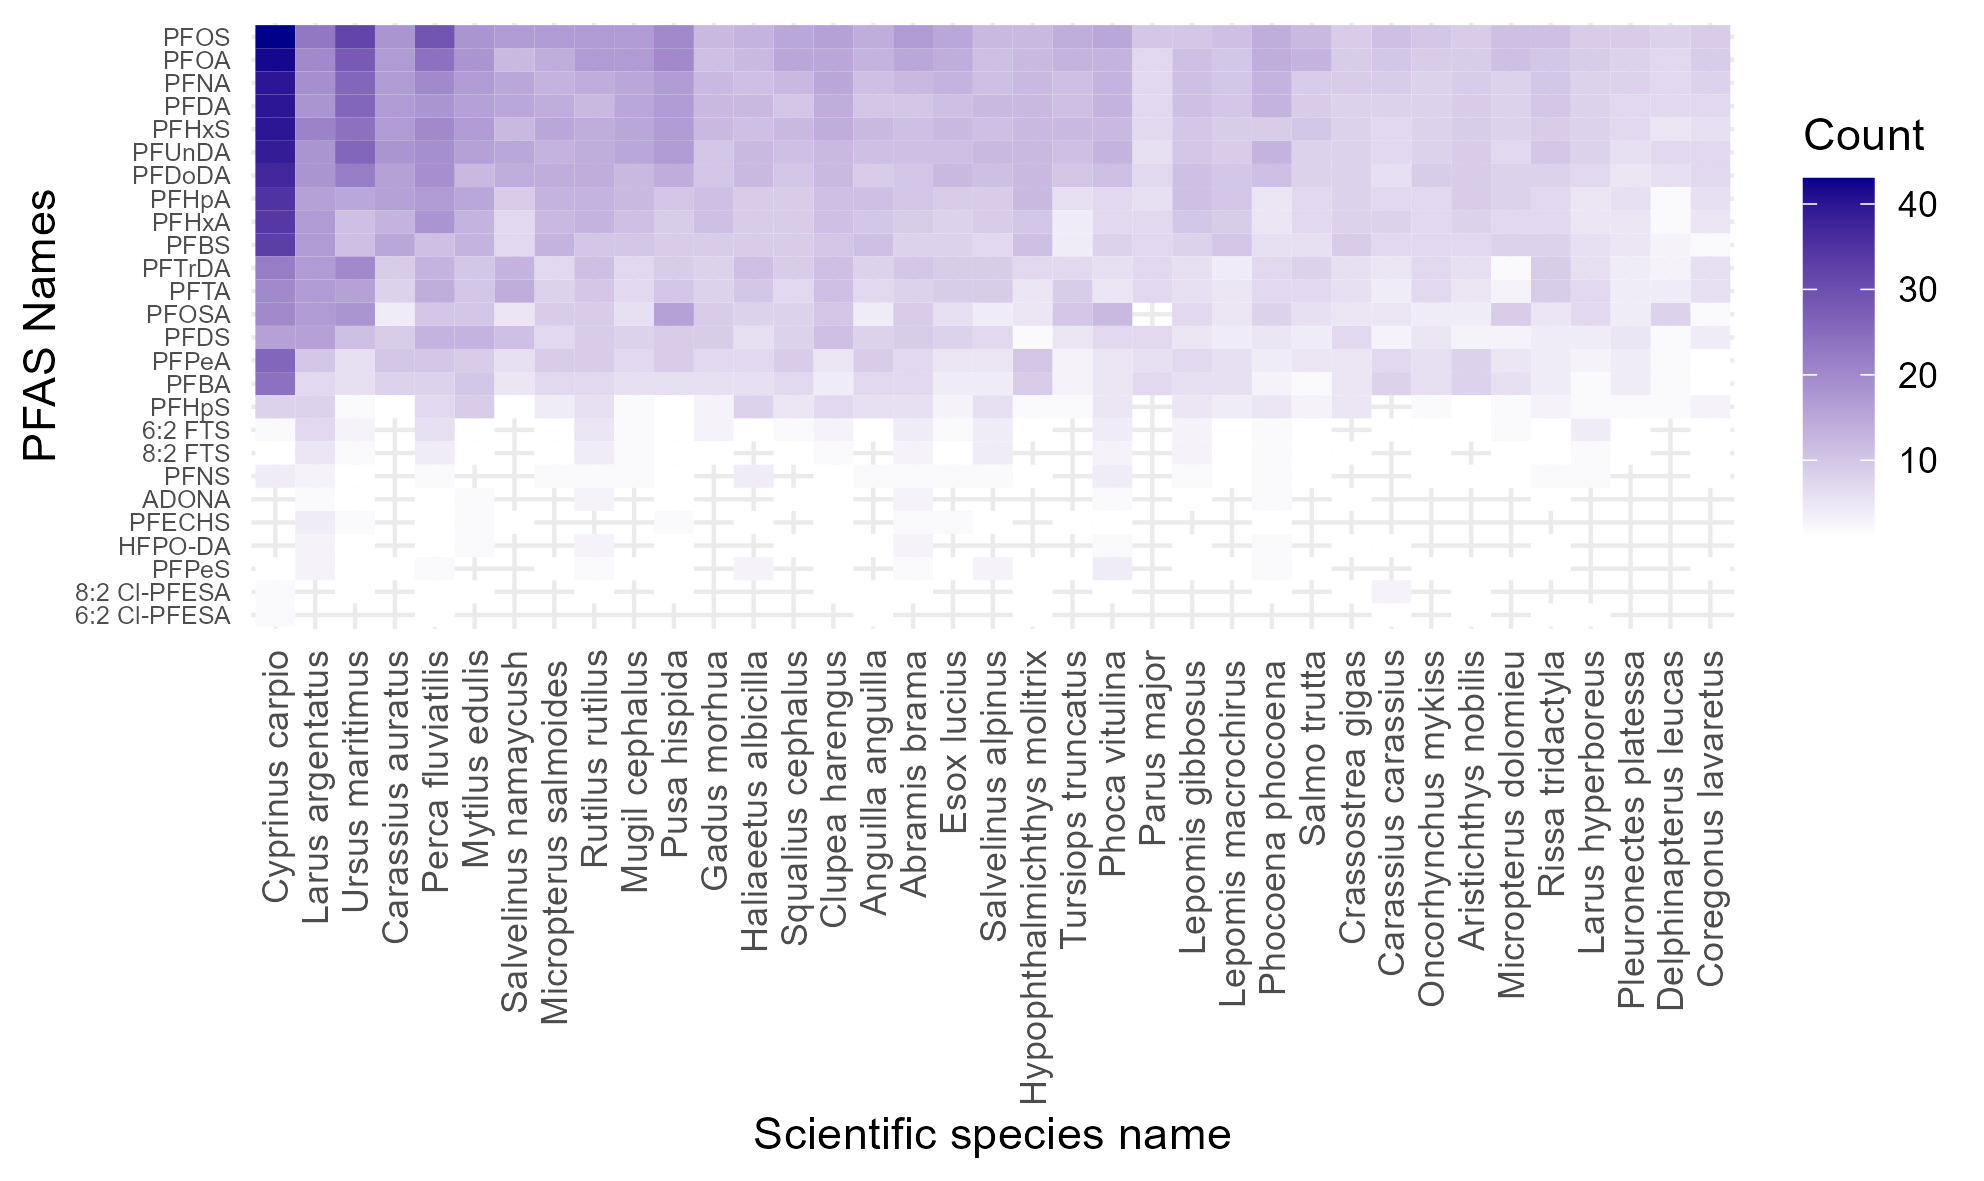 PFAS Names
PFOS
PFOA
PFNA
PFDA
PFHxS
PFUnDA
PFDoDA
PFHpA
PFHxA
PFBS
PFTrDA
PFTA
PFOSA
PFDS
PFPeA
PFBA
PFHpS
6:2 FTS
8:2 FTS
PFNS
ADONA
PFECHS
HFPO-DA
PFPeS
8:2 Cl-PFESA
6:2 Cl-PFESA
Cyprinus carpio
Larus argentatus
Ursus maritimus
Carassius auratus
Perca fluviatilis
Mytilus edulis
Salvelinus namaycush
Micropterus salmoides
Rutilus rutilus
Mugil cephalus
Pusa hispida
Gadus morhua
Haliaeetus albicilla
Squalius cephalus
Clupea harengus
Anguilla anguilla
Abramis brama
Esox lucius
Salvelinus alpinus
Hypophthalmichthys molitrix
Tursiops truncatus
Phoca vitulina
Parus major
Lepomis gibbosus
Lepomis macrochirus
Phocoena phocoena
Salmo trutta
Crassostrea gigas
Carassius carassius
Oncorhynchus mykiss
Aristichthys nobilis
Micropterus dolomieu
Rissa tridactyla
Larus hyperboreus
Pleuronectes platessa
Delphinapterus leucas
Coregonus lavaretus
Scientific species name
Count
40
30
20
10